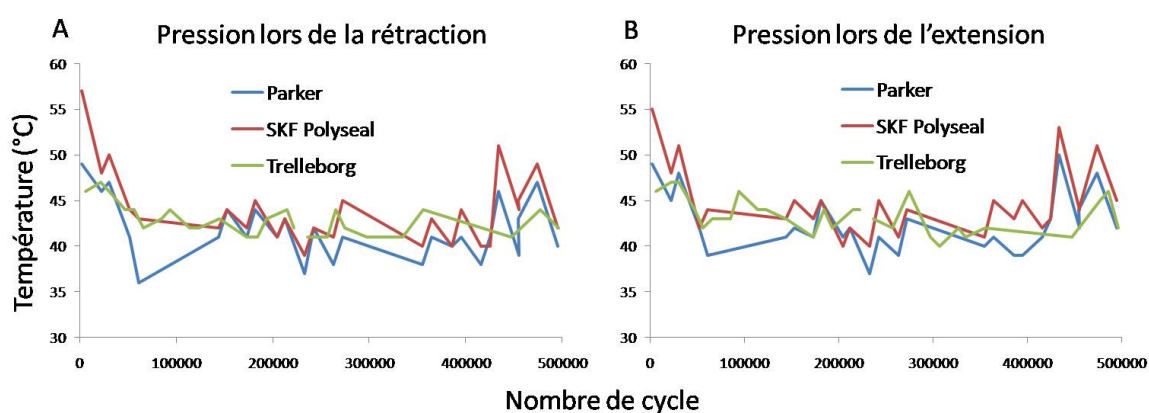 A
Pression lors de la rétraction
60
55
50
45
40
35
30
Température (°C)
Parker
SKF Polyseal
Trelleborg
0
100000
200000
300000
400000
500000
B
Pression lors de l'extension
60
55
50
45
40
35
30
Parker
SKF Polyseal
Trelleborg
0
100000
200000
300000
400000
500000
Nombre de cycle